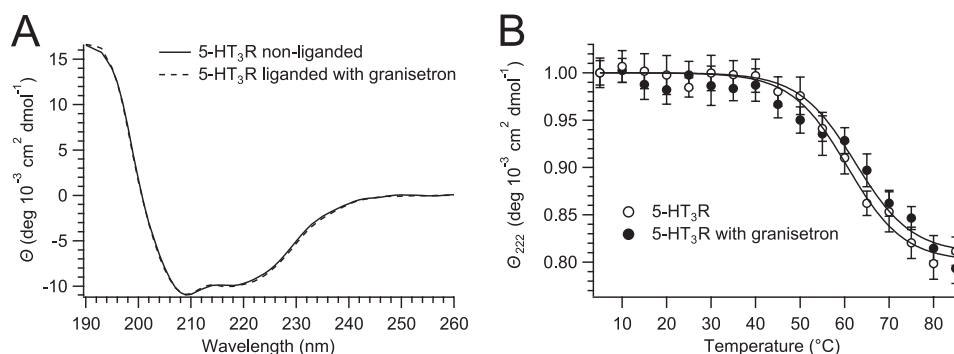 A
5-HT₃R non-liganded
5-HT₃R liganded with granisetron
Θ (deg 10⁻³ cm² dmol⁻¹)
15
10
5
0
-5
-10
190 200 210 220 230 240 250 260
Wavelength (nm)
B
Θ₂₂₂ (deg 10⁻³ cm² dmol⁻¹)
1.00
0.95
0.90
0.85
0.80
5-HT₃R
5-HT₃R with granisetron
10 20 30 40 50 60 70 80
Temperature (°C)